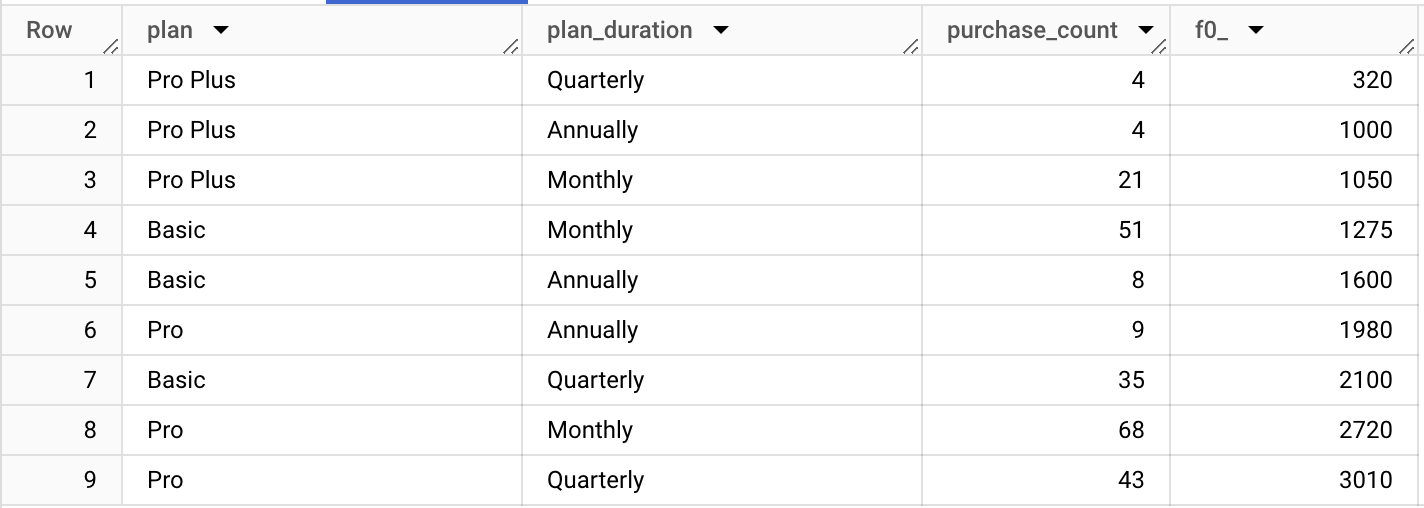 Row plan plan_duration purchase_count f0_
1 Pro Plus Quarterly 4 320
2 Pro Plus Annually 4 1000
3 Pro Plus Monthly 21 1050
4 Basic Monthly 51 1275
5 Basic Annually 8 1600
6 Pro Annually 9 1980
7 Basic Quarterly 35 2100
8 Pro Monthly 68 2720
9 Pro Quarterly 43 3010